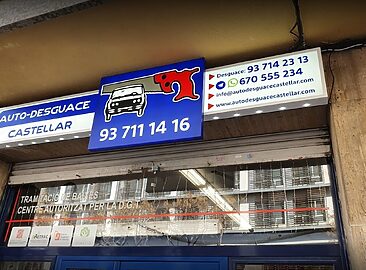 AUTO-DESGUACE
CASTELLAR
93 711 14 16
Desguace: 93 714 23 13
670 555 234
info@autodesguacecastellar.com
www.autodesguacecastellar.com
TRAMITACIÓ DE BAIXES
CENTRE AUTORITZAT PER LA D.G.T.